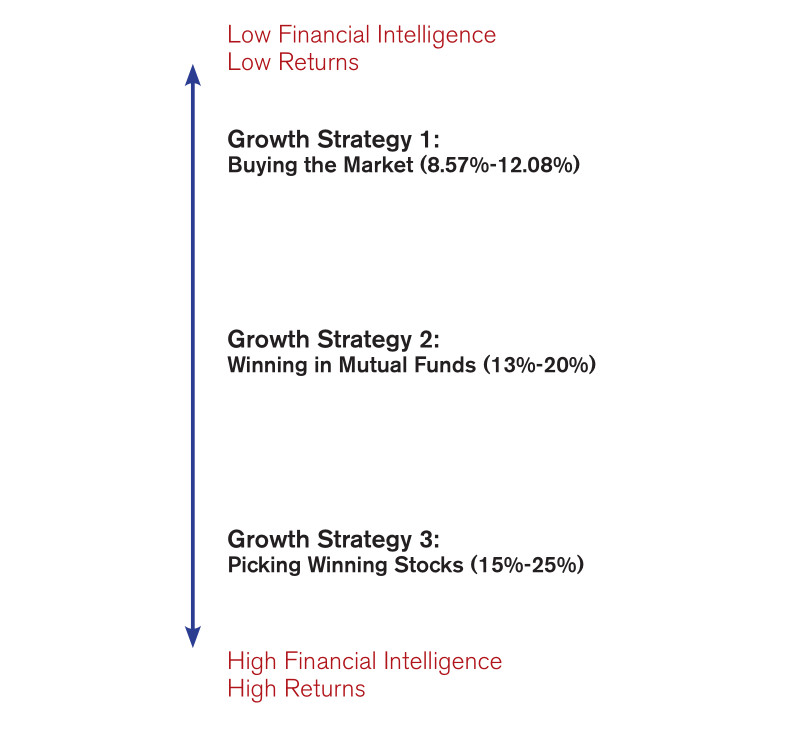 Low Financial Intelligence
Low Returns
Growth Strategy 1:
Buying the Market (8.57%-12.08%)
Growth Strategy 2:
Winning in Mutual Funds (13%-20%)
Growth Strategy 3:
Picking Winning Stocks (15%-25%)
High Financial Intelligence
High Returns